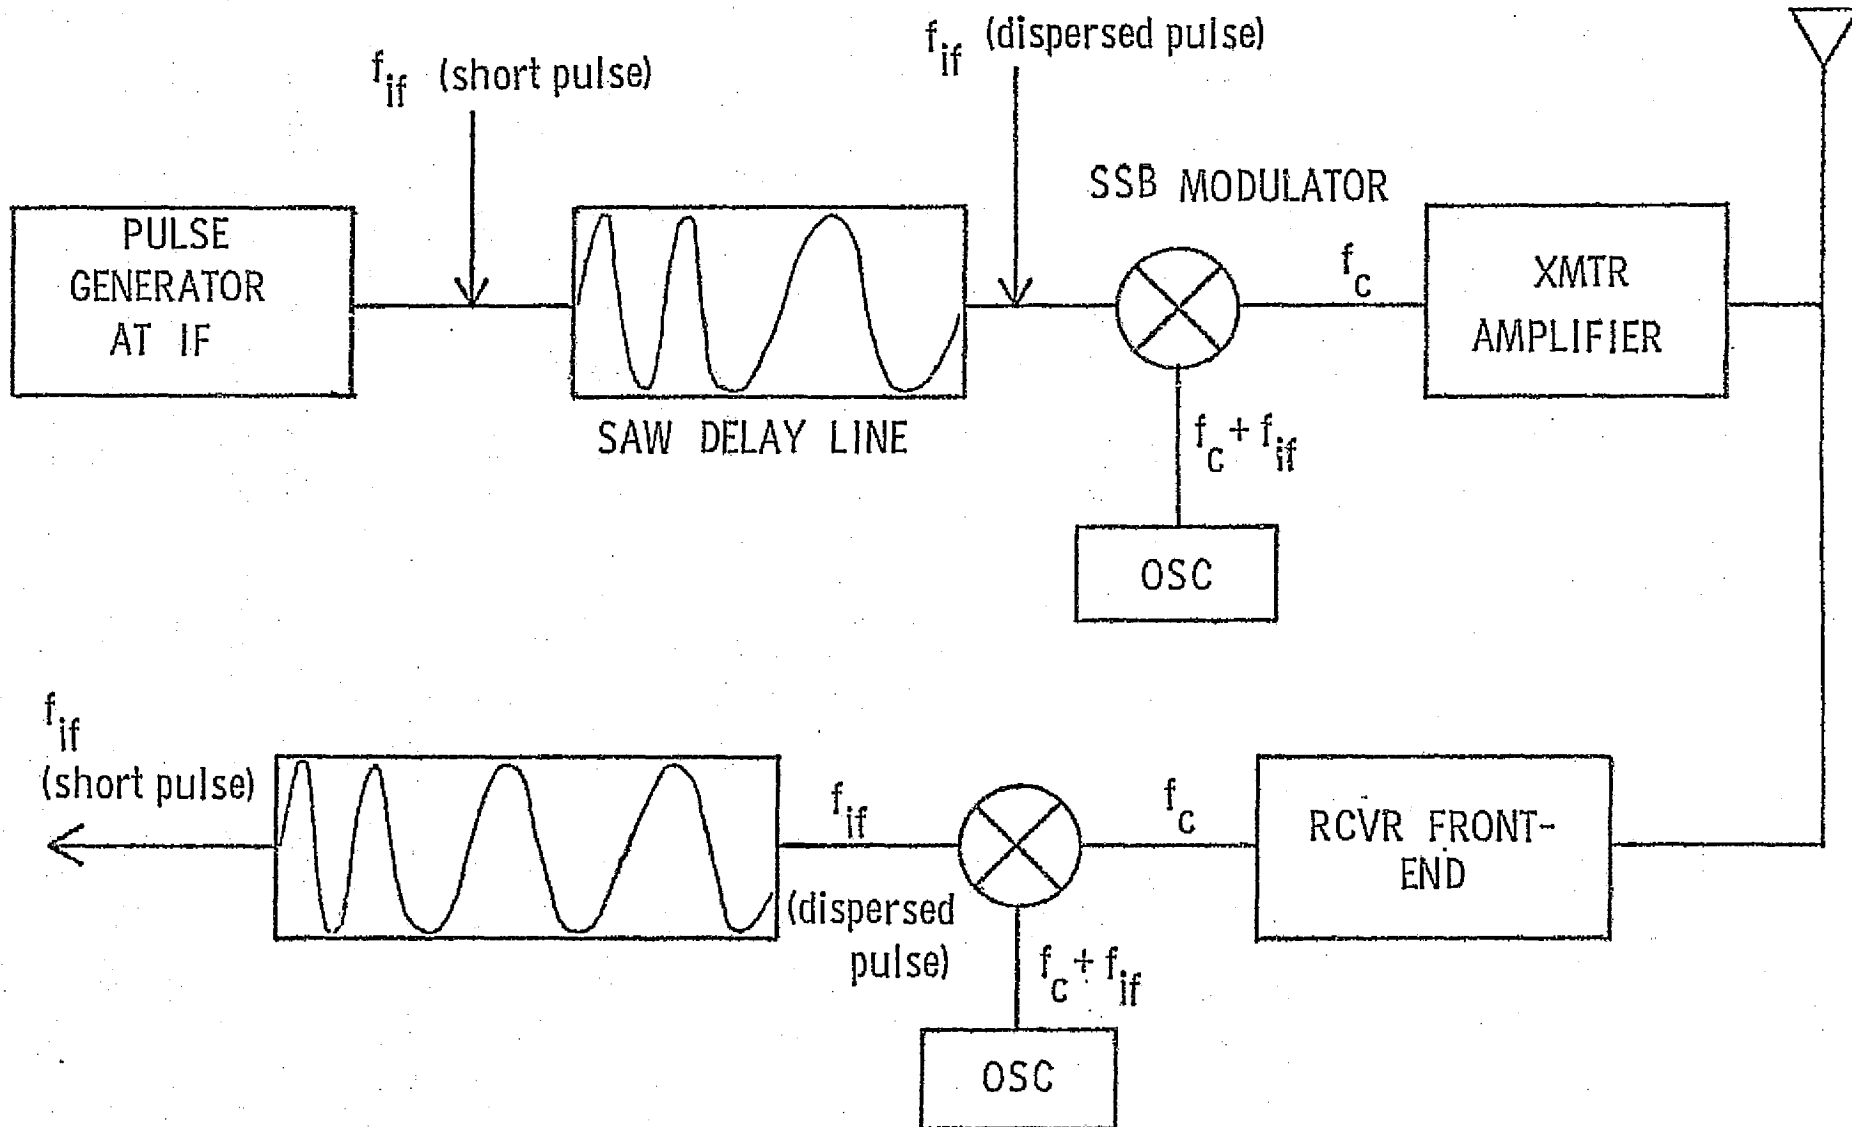 f_if (short pulse)
f_if (dispersed pulse)
PULSE
GENERATOR
AT IF
SAW DELAY LINE
SSB MODULATOR
f_c
XMTR
AMPLIFIER
f_c + f_if
OSC
f_if
(short pulse)
f_if
(dispersed
pulse)
f_c
RCVR FRONT-
END
f_c + f_if
OSC